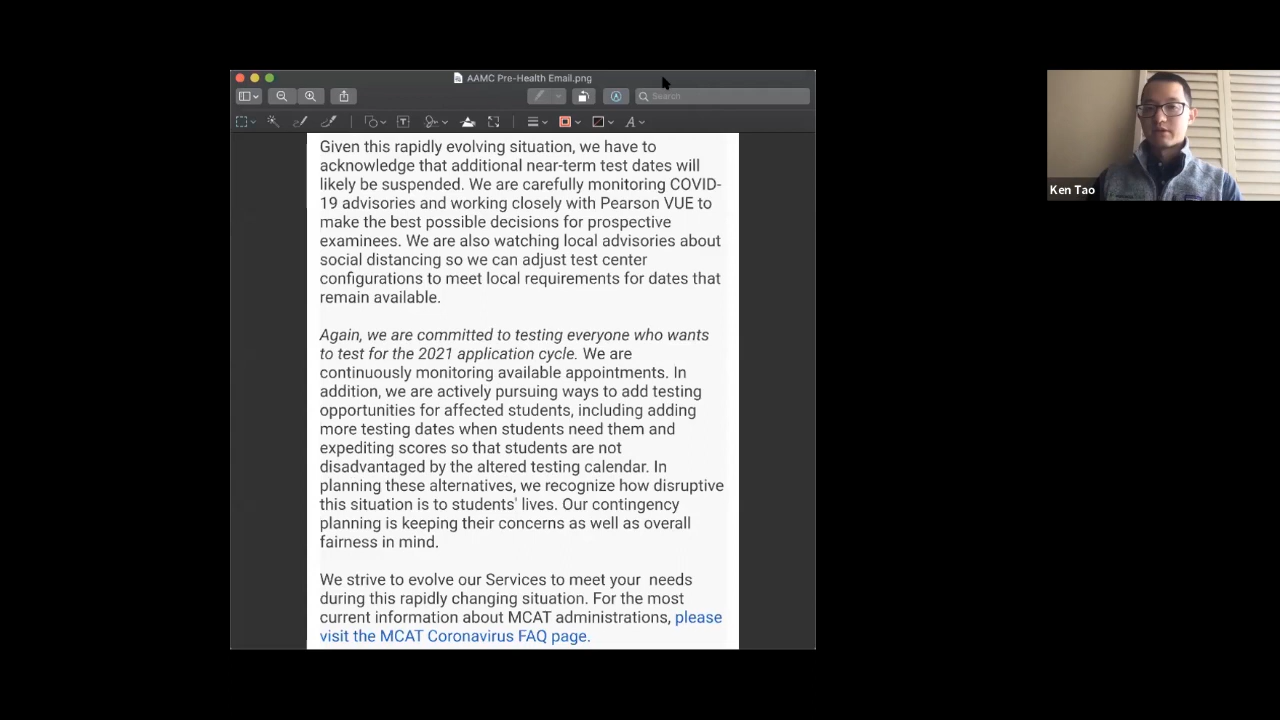 AAMC Pre-Health Email.png
Search
Given this rapidly evolving situation, we have to
acknowledge that additional near-term test dates will
likely be suspended. We are carefully monitoring COVID-
19 advisories and working closely with Pearson VUE to
make the best possible decisions for prospective
examinees. We are also watching local advisories about
social distancing so we can adjust test center
configurations to meet local requirements for dates that
remain available.
Again, we are committed to testing everyone who wants
to test for the 2021 application cycle. We are
continuously monitoring available appointments. In
addition, we are actively pursuing ways to add testing
opportunities for affected students, including adding
more testing dates when students need them and
expediting scores so that students are not
disadvantaged by the altered testing calendar. In
planning these alternatives, we recognize how disruptive
this situation is to students' lives. Our contingency
planning is keeping their concerns as well as overall
fairness in mind.
We strive to evolve our Services to meet your needs
during this rapidly changing situation. For the most
current information about MCAT administrations, please
visit the MCAT Coronavirus FAQ page.
Ken Tao